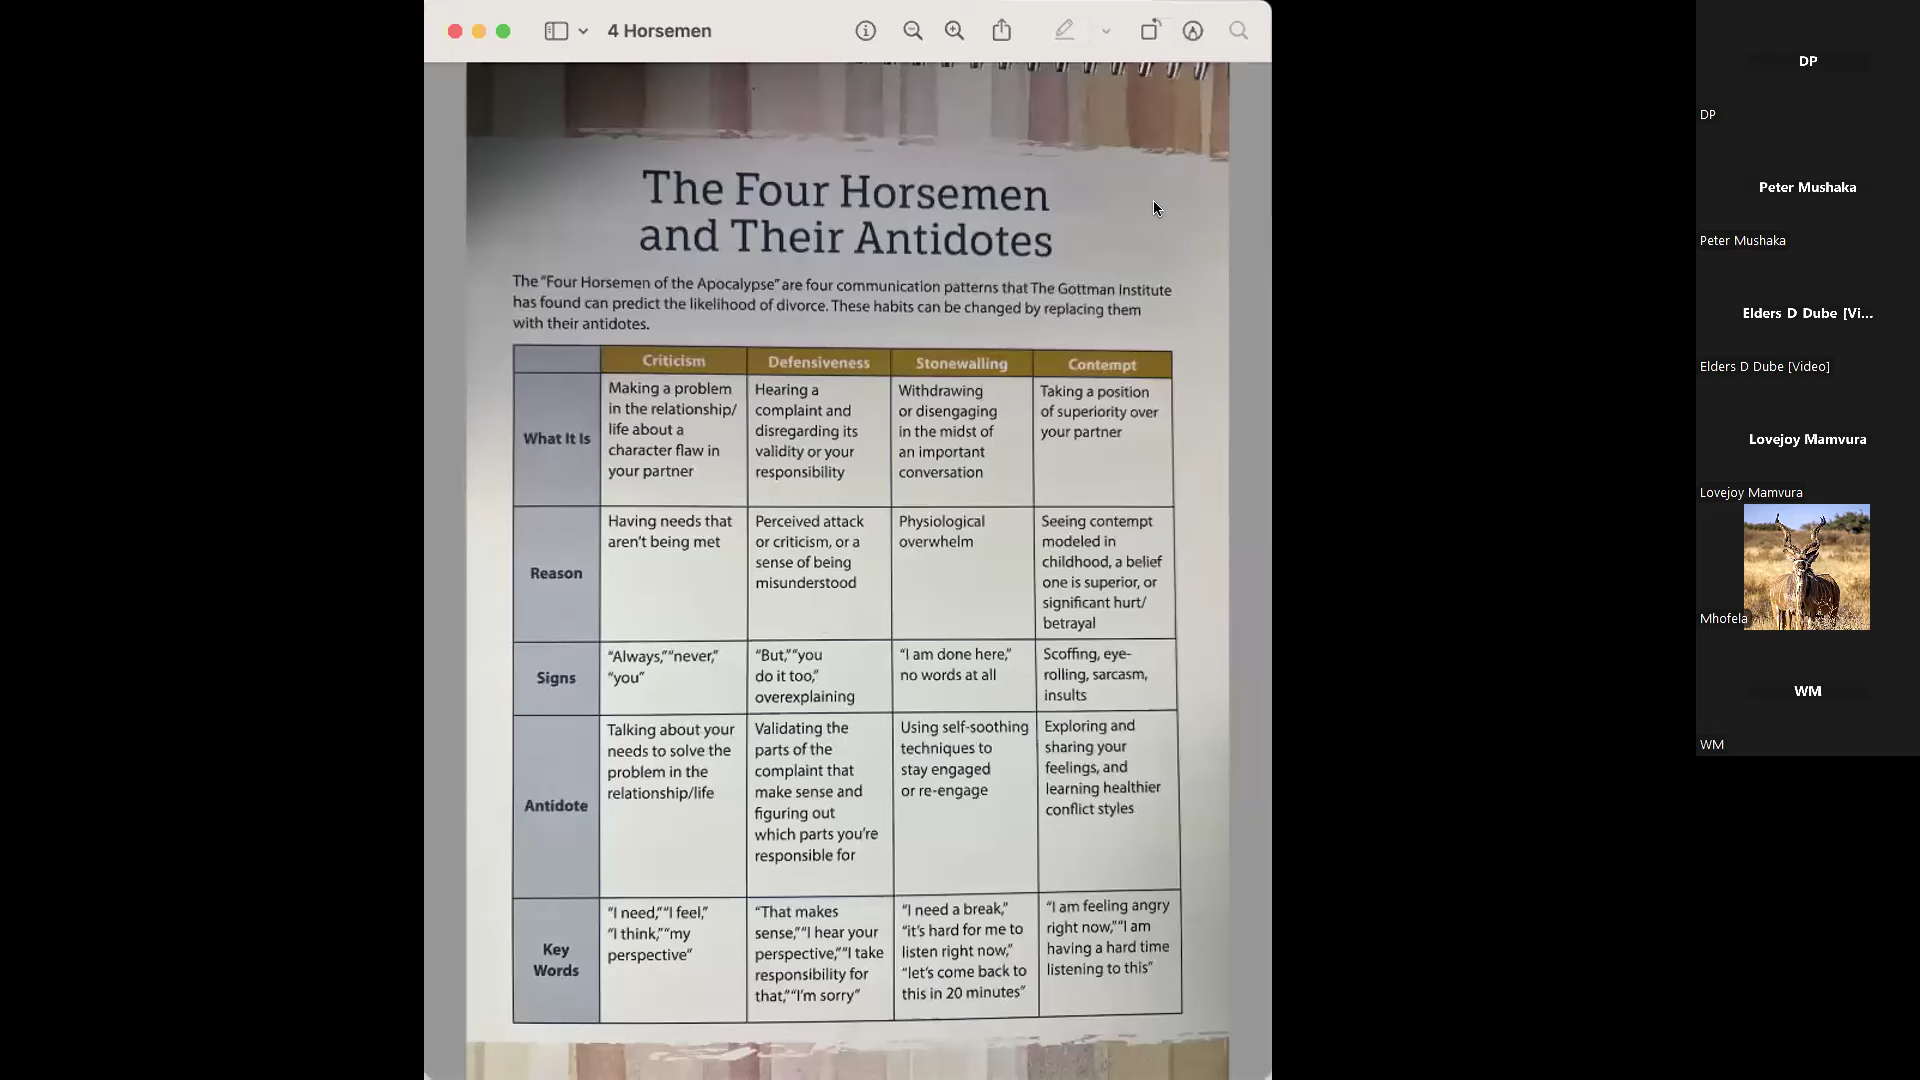 4 Horsemen
The Four Horsemen
and Their Antidotes
The “Four Horsemen of the Apocalypse” are four communication patterns that The Gottman Institute
has found can predict the likelihood of divorce. These habits can be changed by replacing them
with their antidotes.
Criticism
Defensiveness
Stonewalling
Contempt
What It Is
Making a problem
in the relationship/
life about a
character flaw in
your partner
Hearing a
complaint and
disregarding its
validity or your
responsibility
Withdrawing
or disengaging
in the midst of
an important
conversation
Taking a position
of superiority over
your partner
Reason
Having needs that
aren’t being met
Perceived attack
or criticism, or a
sense of being
misunderstood
Physiological
overwhelm
Seeing contempt
modeled in
childhood, a belief
one is superior, or
significant hurt/
betrayal
Signs
“Always,” “never,”
“you”
“But,” “you
do it too,”
overexplaining
“I am done here,”
no words at all
Scoffing, eye-
rolling, sarcasm,
insults
Antidote
Talking about your
needs to solve the
problem in the
relationship/life
Validating the
parts of the
complaint that
make sense and
figuring out
which parts you’re
responsible for
Using self-soothing
techniques to
stay engaged
or re-engage
Exploring and
sharing your
feelings, and
learning healthier
conflict styles
Key
Words
“I need,” “I feel,”
“I think,” “my
perspective”
“That makes
sense,” “I hear your
perspective,” “I take
responsibility for
that,” “I’m sorry”
“I need a break,”
“it’s hard for me to
listen right now,”
“let’s come back to
this in 20 minutes”
“I am feeling angry
right now,” “I am
having a hard time
listening to this”
DP
DP
Peter Mushaka
Peter Mushaka
Elders D Dube [Vi...
Elders D Dube [Video]
Lovejoy Mamvura
Lovejoy Mamvura
Mhofela
WM
WM